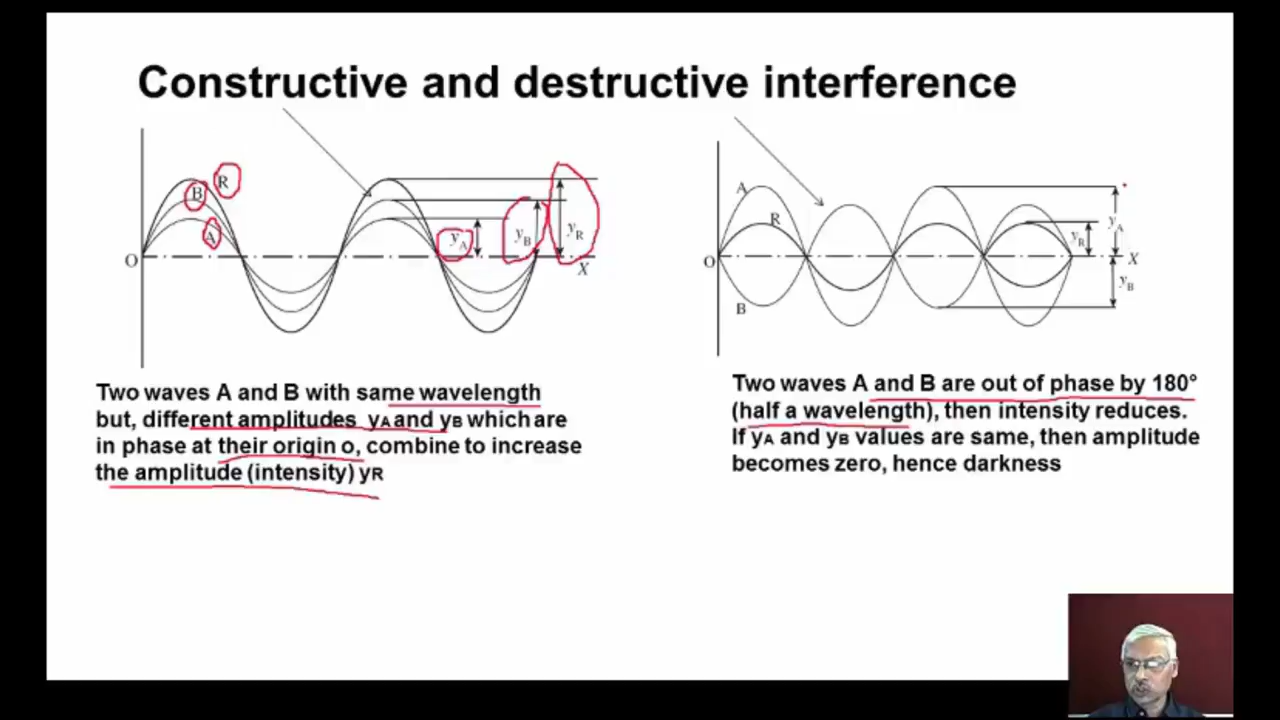 Constructive and destructive interference
B
R
A
yA
yB
yR
O
X
Two waves A and B with same wavelength
but, different amplitudes yA and yB which are
in phase at their origin o, combine to increase
the amplitude (intensity) yR
A
R
B
O
yR
yA
X
yB
Two waves A and B are out of phase by 180°
(half a wavelength), then intensity reduces.
If yA and yB values are same, then amplitude
becomes zero, hence darkness